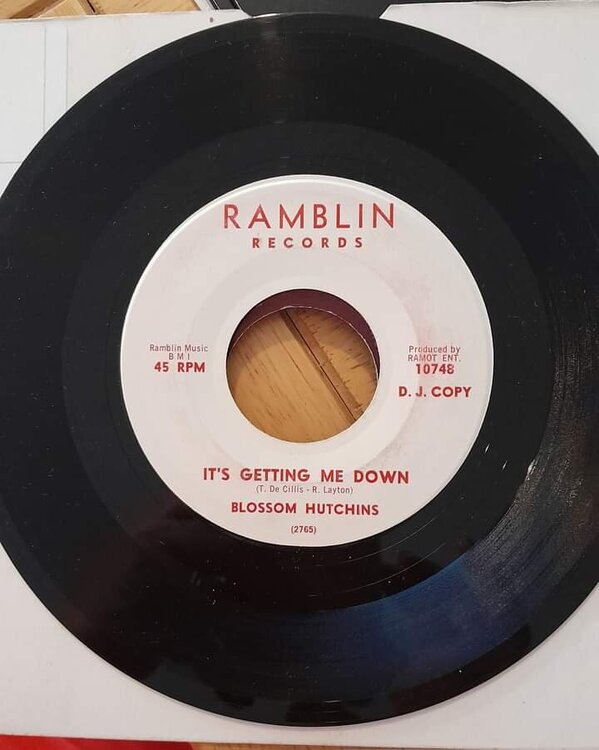 RAMBLIN
RECORDS
Ramblin Music
B M I
45 RPM
Produced by
RAMOT ENT.
10748
D. J. COPY
IT'S GETTING ME DOWN
(T. De Cillis - R. Layton)
BLOSSOM HUTCHINS
(2765)